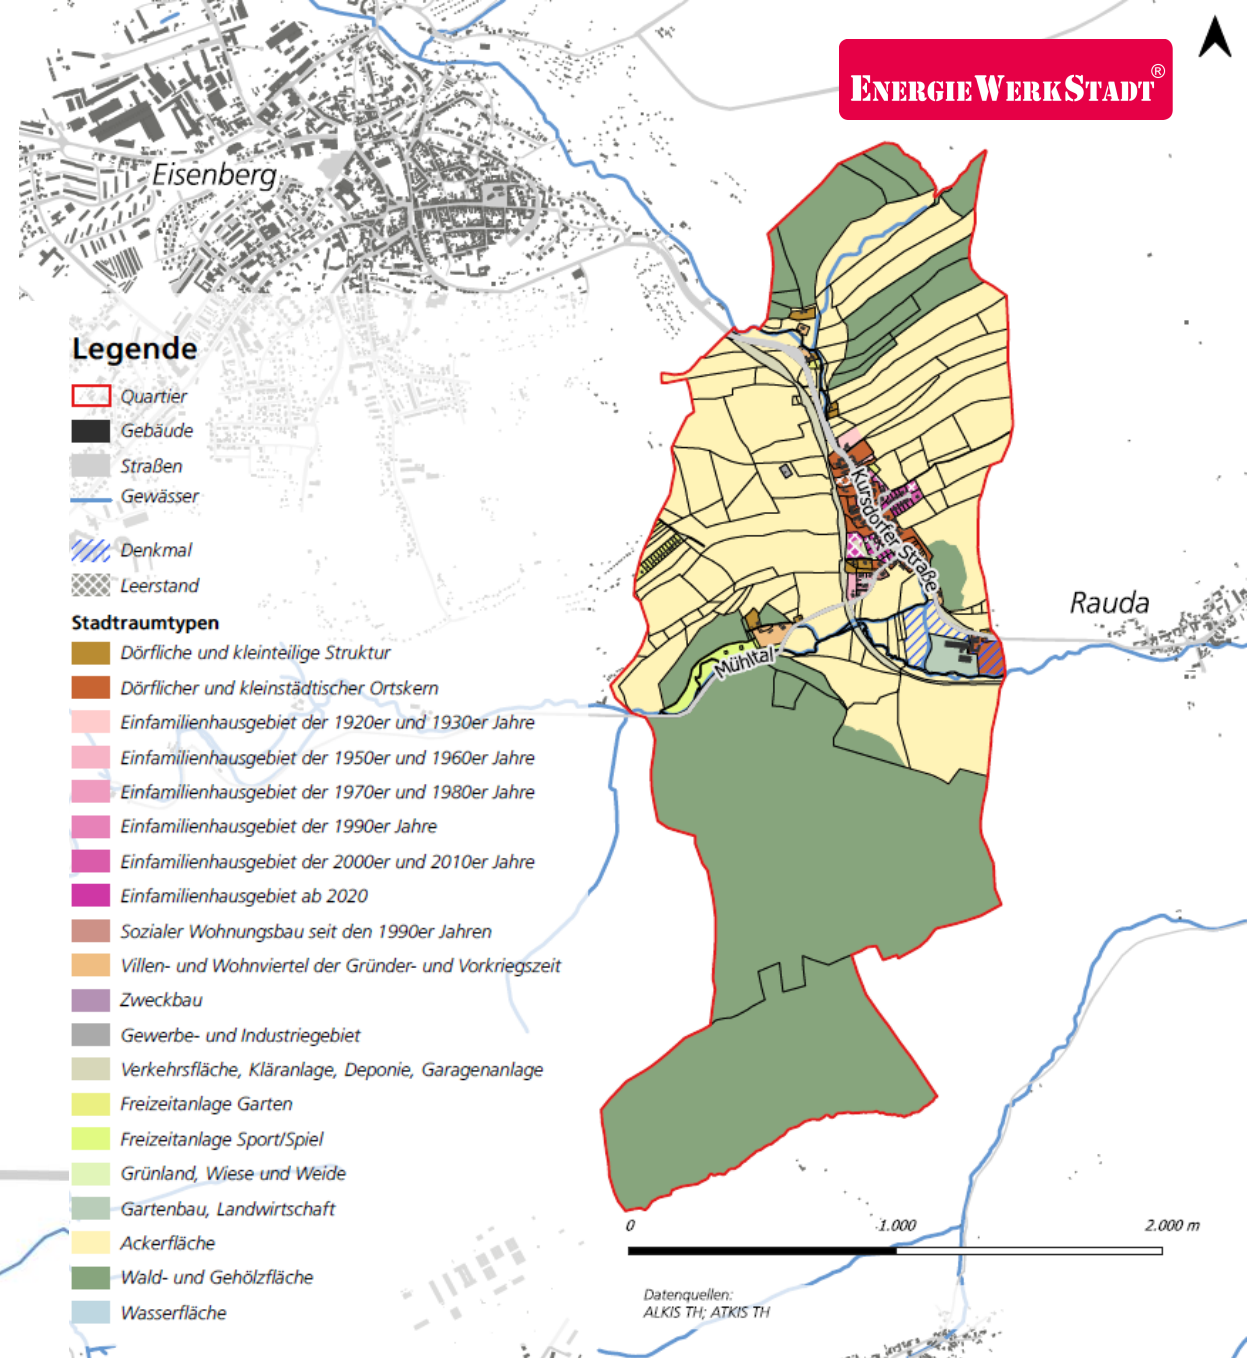 ENERGIEWERKSTADT®
Eisenberg
Legende
Quartier
Gebäude
Straßen
Gewässer
Denkmal
Leerstand
Stadtraumtypen
Dörfliche und kleinteilige Struktur
Dörflicher und kleinstädtischer Ortskern
Einfamilienhausgebiet der 1920er und 1930er Jahre
Einfamilienhausgebiet der 1950er und 1960er Jahre
Einfamilienhausgebiet der 1970er und 1980er Jahre
Einfamilienhausgebiet der 1990er Jahre
Einfamilienhausgebiet der 2000er und 2010er Jahre
Einfamilienhausgebiet ab 2020
Sozialer Wohnungsbau seit den 1990er Jahren
Villen- und Wohnviertel der Gründer- und Vorkriegszeit
Zweckbau
Gewerbe- und Industriegebiet
Verkehrsfläche, Kläranlage, Deponie, Garagenanlage
Freizeitanlage Garten
Freizeitanlage Sport/Spiel
Grünland, Wiese und Weide
Gartenbau, Landwirtschaft
Ackerfläche
Wald- und Gehölzfläche
Wasserfläche
Kursdorfer Straße
Mühltal
Rauda
0 1.000 2.000 m
Datenquellen:
ALKIS TH; ATKIS TH